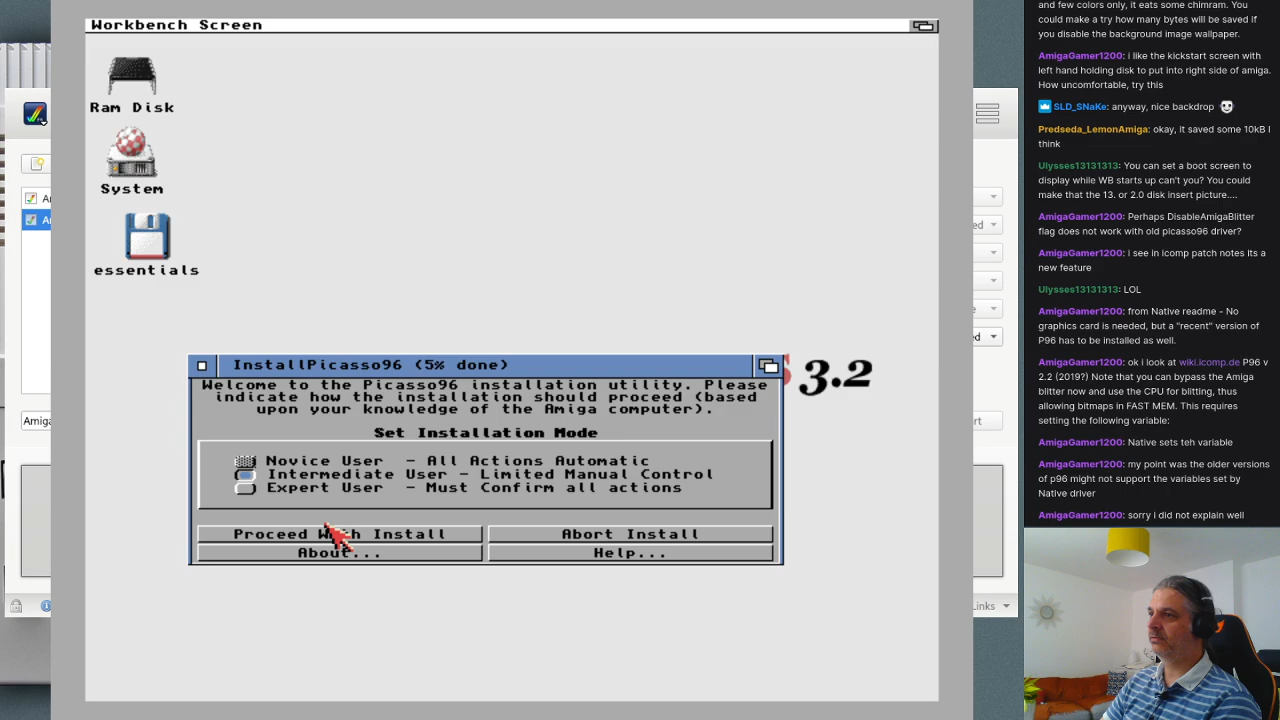 Workbench Screen
Ram Disk
System
essentials
InstallPicasso96 (5% done)
Welcome to the Picasso96 installation utility. Please
indicate how the installation should proceed (based
upon your knowledge of the Amiga computer).
Set Installation Mode
Novice User - All Actions Automatic
Intermediate User - Limited Manual Control
Expert User - Must Confirm all actions
Proceed With Install
Abort Install
About...
Help...
3.2
Amiga
ed
rt
Links
and few colors only, it eats some chimram. You
could make a try how many bytes will be saved if
you disable the background image wallpaper.
AmigaGamer1200: i like the kickstart screen with
left hand holding disk to put into right side of amiga.
How uncomfortable, try this
SLD_SNaKe: anyway, nice backdrop
Predseda_LemonAmiga: okay, it saved some 10kB I
think
Ulysses13131313: You can set a boot screen to
display while WB starts up can't you? You could
make that the 13. or 2.0 disk insert picture....
AmigaGamer1200: Perhaps DisableAmigaBlitter
flag does not work with old picasso96 driver?
AmigaGamer1200: i see in icomp patch notes its a
new feature
Ulysses13131313: LOL
AmigaGamer1200: from Native readme - No
graphics card is needed, but a "recent" version of
P96 has to be installed as well.
AmigaGamer1200: ok i look at wiki.icomp.de P96 v
2.2 (2019?) Note that you can bypass the Amiga
blitter now and use the CPU for blitting, thus
allowing bitmaps in FAST MEM. This requires
setting the following variable:
AmigaGamer1200: Native sets teh variable
AmigaGamer1200: my point was the older versions
of p96 might not support the variables set by
Native driver
AmigaGamer1200: sorry i did not explain well